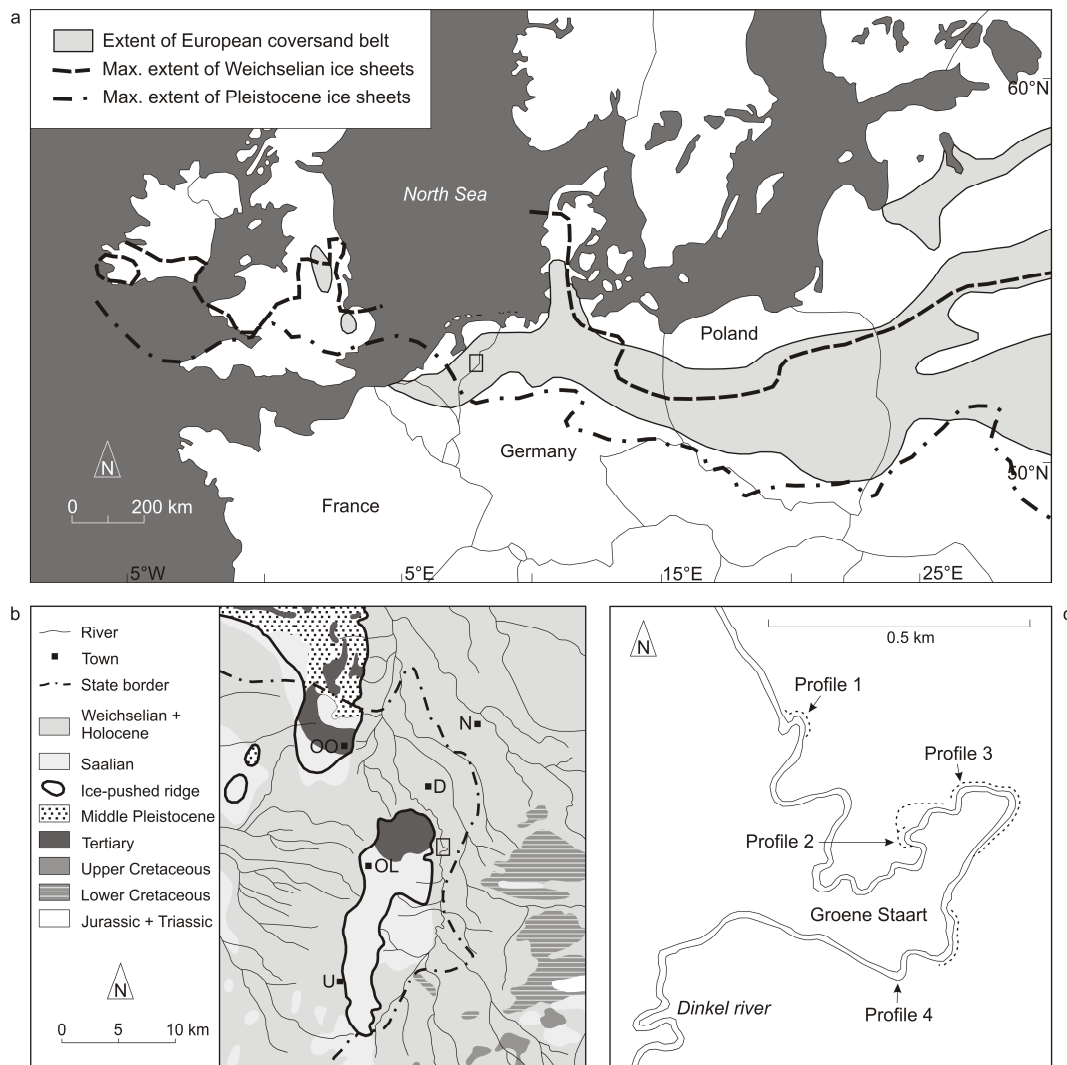 a
Extent of European coversand belt
Max. extent of Weichselian ice sheets
Max. extent of Pleistocene ice sheets
60°N
North Sea
Poland
Germany
50°N
N
0 200 km
France
5°W 5°E 15°E 25°E
b
River
Town
State border
Weichselian +
Holocene
Saalian
Ice-pushed ridge
Middle Pleistocene
Tertiary
Upper Cretaceous
Lower Cretaceous
Jurassic + Triassic
N
0 5 10 km
N
OO
D
OL
U
c
N
0.5 km
Profile 1
Profile 3
Profile 2
Groene Staart
Dinkel river
Profile 4